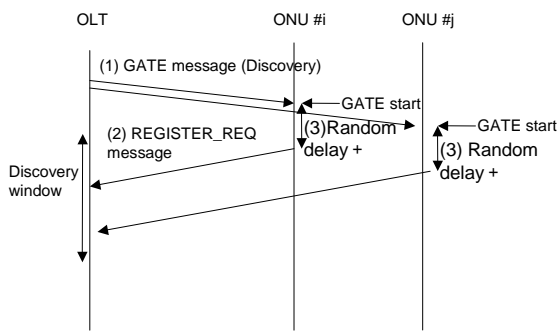 OLT
ONU #i
ONU #j
(1) GATE message (Discovery)
GATE start
GATE start
(2) REGISTER_REQ
message
(3)Random
delay +
(3) Random
delay +
Discovery
window